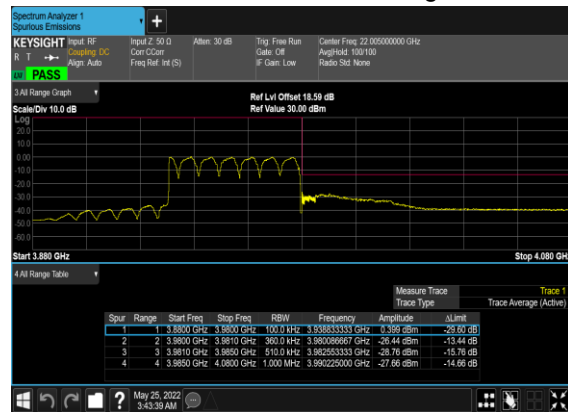 Spectrum Analyzer 1
Spurious Emissions
+
KEYSIGHT Input: RF Input Z: 50 Ω Atten: 30 dB Trig: Free Run Center Freq: 22.005000000 GHz
R T Coupling: DC Corr CCorr Gate: Off Avg|Hold: 100/100
Align: Auto Freq Ref: Int (S) IF Gain: Low Radio Std: None
PASS
3 All Range Graph
Ref Lvl Offset 18.59 dB
Scale/Div 10.0 dB Ref Value 30.00 dBm
Log
20.0
10.0
0.00
-10.0
-20.0
-30.0
-40.0
-50.0
-60.0
Start 3.880 GHz Stop 4.080 GH
4 All Range Table
Measure Trace Trace 1
Trace Type Trace Average (Active)
Spur Range Start Freq Stop Freq RBW Frequency Amplitude ΔLimit
1 1 3.8800 GHz 3.9800 GHz 100.0 kHz 3.938833333 GHz 0.399 dBm -29.60 dB
2 2 3.9800 GHz 3.9810 GHz 360.0 kHz 3.980086667 GHz -26.44 dBm -13.44 dB
3 3 3.9810 GHz 3.9850 GHz 510.0 kHz 3.982553333 GHz -28.76 dBm -15.76 dB
4 4 3.9850 GHz 4.0800 GHz 1.000 MHz 3.990225000 GHz -27.66 dBm -14.66 dB
? May 25, 2022
3:43:39 AM